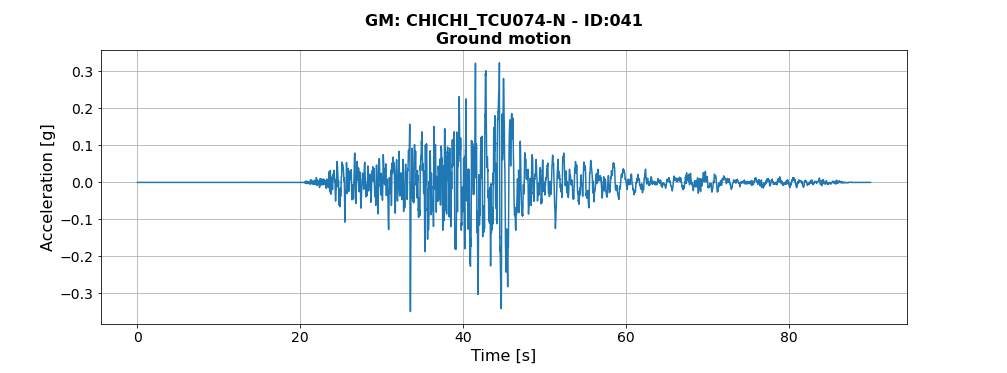 GM: CHICHI_TCU074-N - ID:041
Ground motion
Acceleration [g]
0.3
0.2
0.1
0.0
−0.1
−0.2
−0.3
0 20 40 60 80
Time [s]